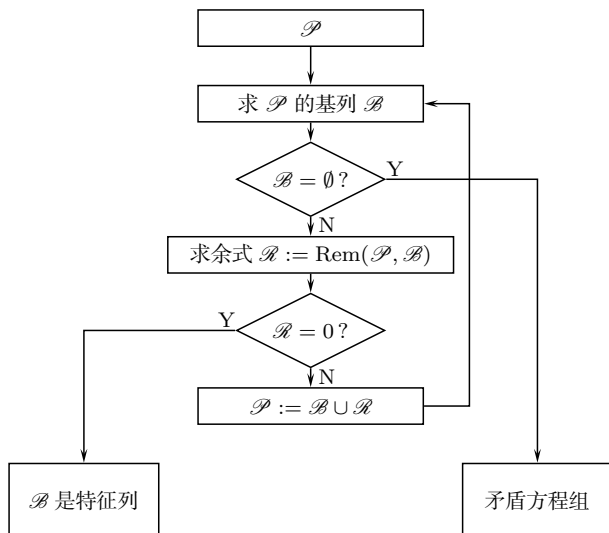 𝒫
求 𝒫 的基列 ℬ
ℬ = ∅ ?
Y
N
求余式 ℛ := Rem(𝒫, ℬ)
Y
ℛ = 0 ?
N
𝒫 := ℬ ∪ ℛ
ℬ 是特征列
矛盾方程组